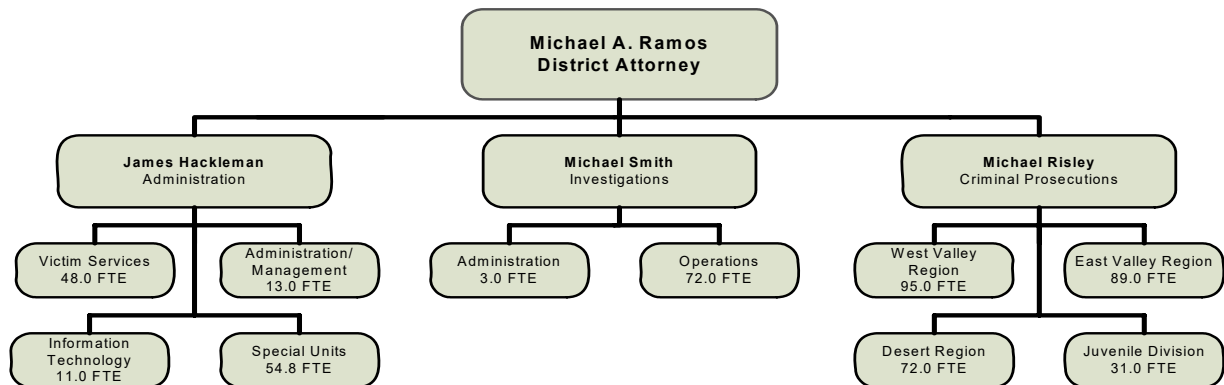 Michael A. Ramos
District Attorney
James Hackleman
Administration
Michael Smith
Investigations
Michael Risley
Criminal Prosecutions
Victim Services
48.0 FTE
Administration/
Management
13.0 FTE
Administration
3.0 FTE
Operations
72.0 FTE
West Valley
Region
95.0 FTE
East Valley Region
89.0 FTE
Information
Technology
11.0 FTE
Special Units
54.8 FTE
Desert Region
72.0 FTE
Juvenile Division
31.0 FTE